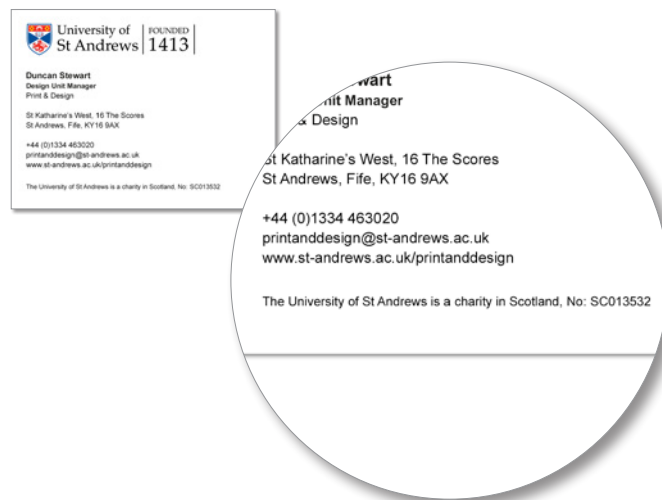 University of
St Andrews
FOUNDED
1413
Duncan Stewart
Design Unit Manager
Print & Design
St Katharine's West, 16 The Scores
St Andrews, Fife, KY16 9AX
+44 (0)1334 463020
printanddesign@st-andrews.ac.uk
www.st-andrews.ac.uk/printanddesign
The University of St Andrews is a charity in Scotland, No: SC013532
wart
nit Manager
& Design
St Katharine's West, 16 The Scores
St Andrews, Fife, KY16 9AX
+44 (0)1334 463020
printanddesign@st-andrews.ac.uk
www.st-andrews.ac.uk/printanddesign
The University of St Andrews is a charity in Scotland, No: SC013532